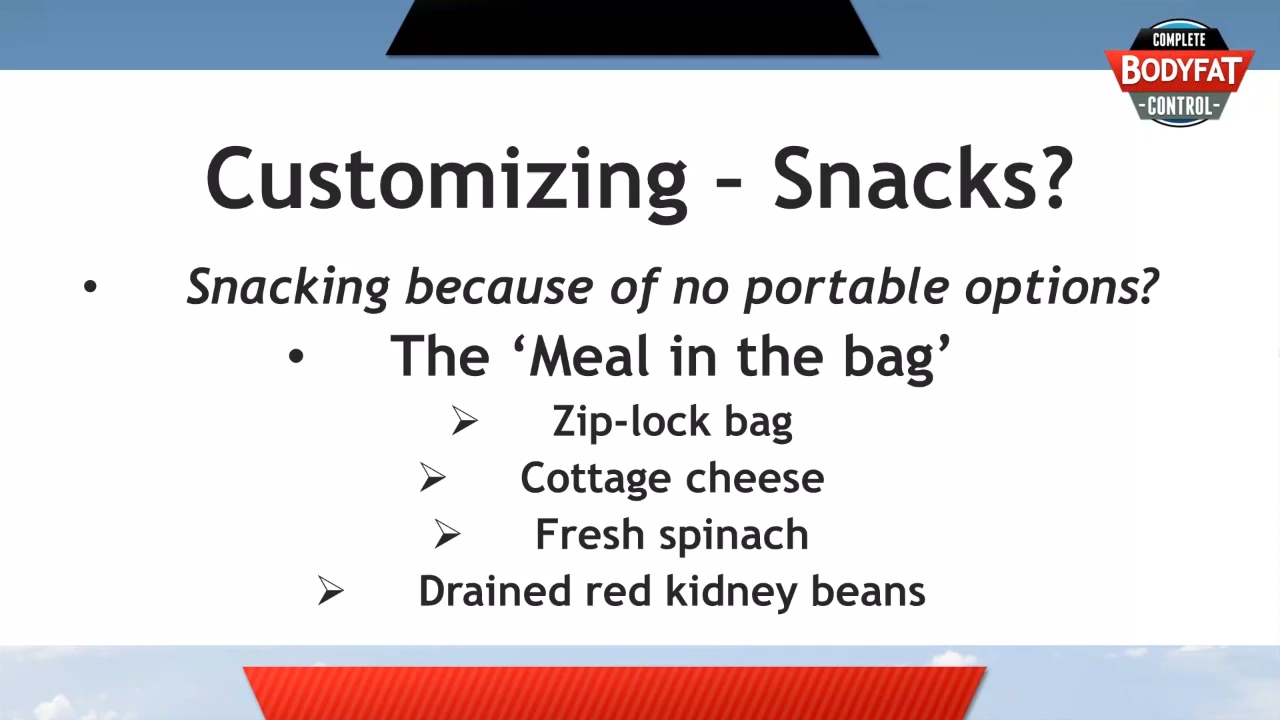 COMPLETE
BODYFAT
-CONTROL-
Customizing – Snacks?
• Snacking because of no portable options?
• The ‘Meal in the bag’
➢ Zip-lock bag
➢ Cottage cheese
➢ Fresh spinach
➢ Drained red kidney beans